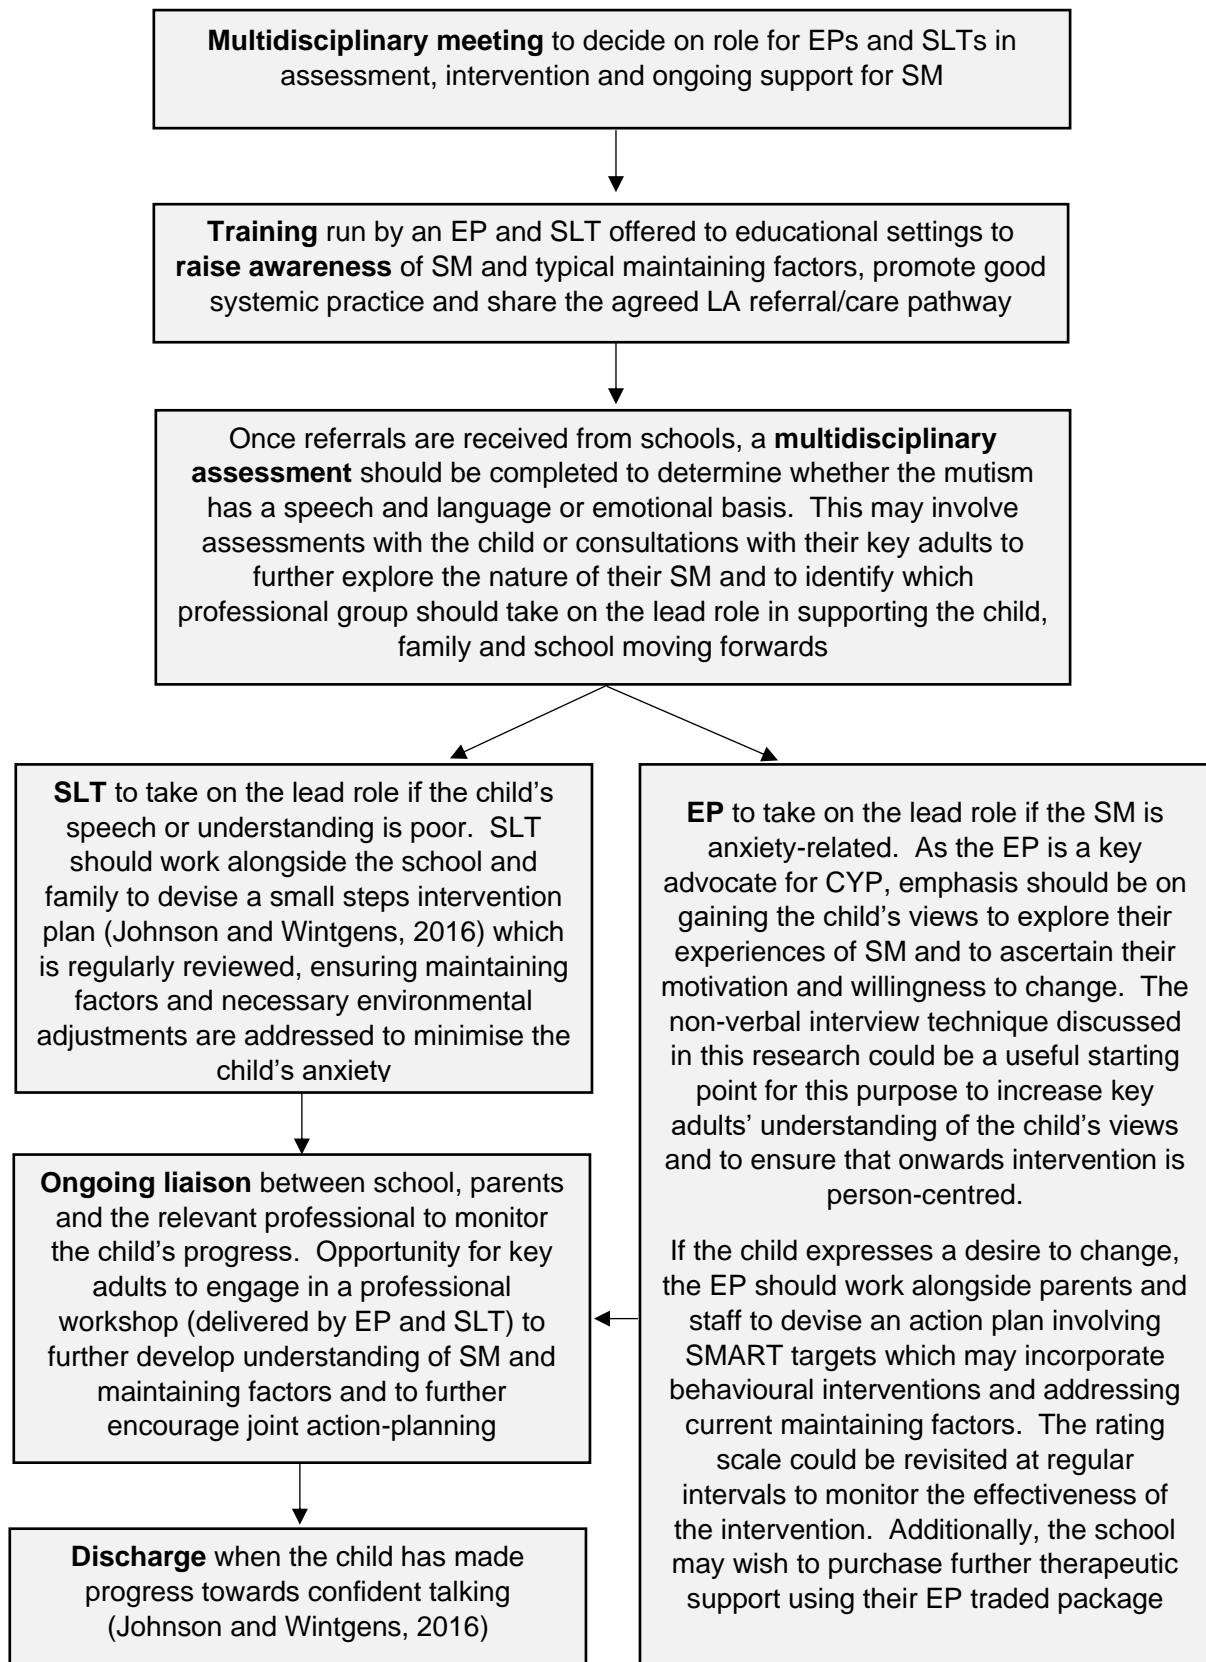 Multidisciplinary meeting to decide on role for EPs and SLTs in
assessment, intervention and ongoing support for SM
Training run by an EP and SLT offered to educational settings to
raise awareness of SM and typical maintaining factors, promote good
systemic practice and share the agreed LA referral/care pathway
Once referrals are received from schools, a multidisciplinary
assessment should be completed to determine whether the mutism
has a speech and language or emotional basis.  This may involve
assessments with the child or consultations with their key adults to
further explore the nature of their SM and to identify which
professional group should take on the lead role in supporting the child,
family and school moving forwards
SLT to take on the lead role if the child's
speech or understanding is poor.  SLT
should work alongside the school and
family to devise a small steps intervention
plan (Johnson and Wintgens, 2016) which
is regularly reviewed, ensuring maintaining
factors and necessary environmental
adjustments are addressed to minimise the
child's anxiety
EP to take on the lead role if the SM is
anxiety-related.  As the EP is a key
advocate for CYP, emphasis should be on
gaining the child's views to explore their
experiences of SM and to ascertain their
motivation and willingness to change.  The
non-verbal interview technique discussed
in this research could be a useful starting
point for this purpose to increase key
adults' understanding of the child's views
and to ensure that onwards intervention is
person-centred.
If the child expresses a desire to change,
the EP should work alongside parents and
staff to devise an action plan involving
SMART targets which may incorporate
behavioural interventions and addressing
current maintaining factors.  The rating
scale could be revisited at regular
intervals to monitor the effectiveness of
the intervention.  Additionally, the school
may wish to purchase further therapeutic
support using their EP traded package
Ongoing liaison between school, parents
and the relevant professional to monitor
the child's progress.  Opportunity for key
adults to engage in a professional
workshop (delivered by EP and SLT) to
further develop understanding of SM and
maintaining factors and to further
encourage joint action-planning
Discharge when the child has made
progress towards confident talking
(Johnson and Wintgens, 2016)